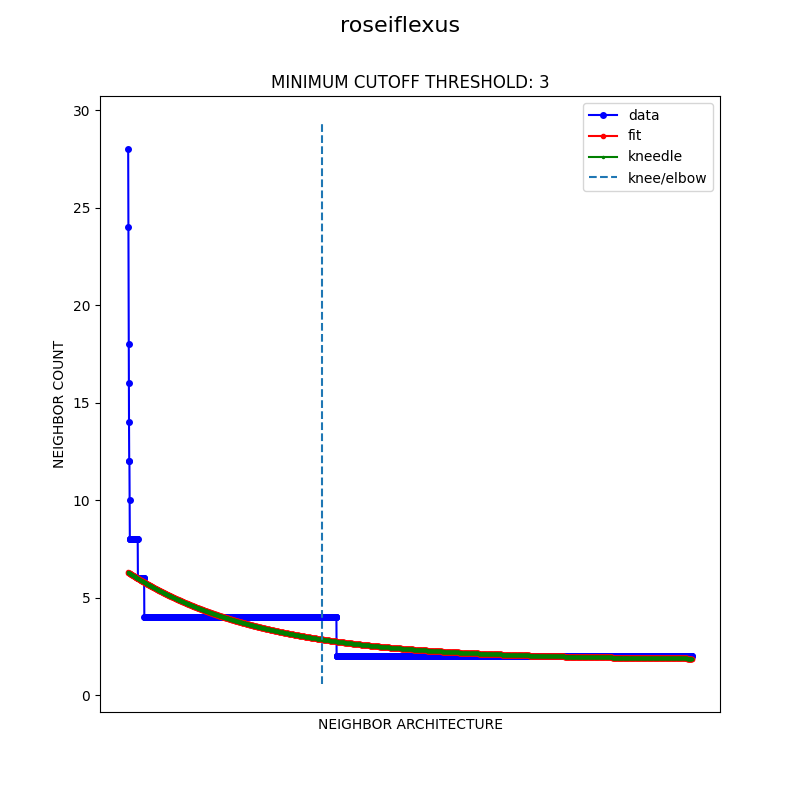 roseiflexus
MINIMUM CUTOFF THRESHOLD: 3
data
fit
kneedle
knee/elbow
30
25
20
15
10
5
0
NEIGHBOR COUNT
NEIGHBOR ARCHITECTURE